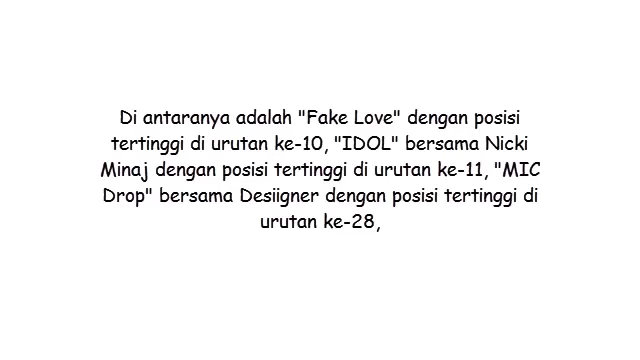 Di antaranya adalah "Fake Love" dengan posisi
tertinggi di urutan ke-10, "IDOL" bersama Nicki
Minaj dengan posisi tertinggi di urutan ke-11, "MIC
Drop" bersama Desiigner dengan posisi tertinggi di
urutan ke-28,